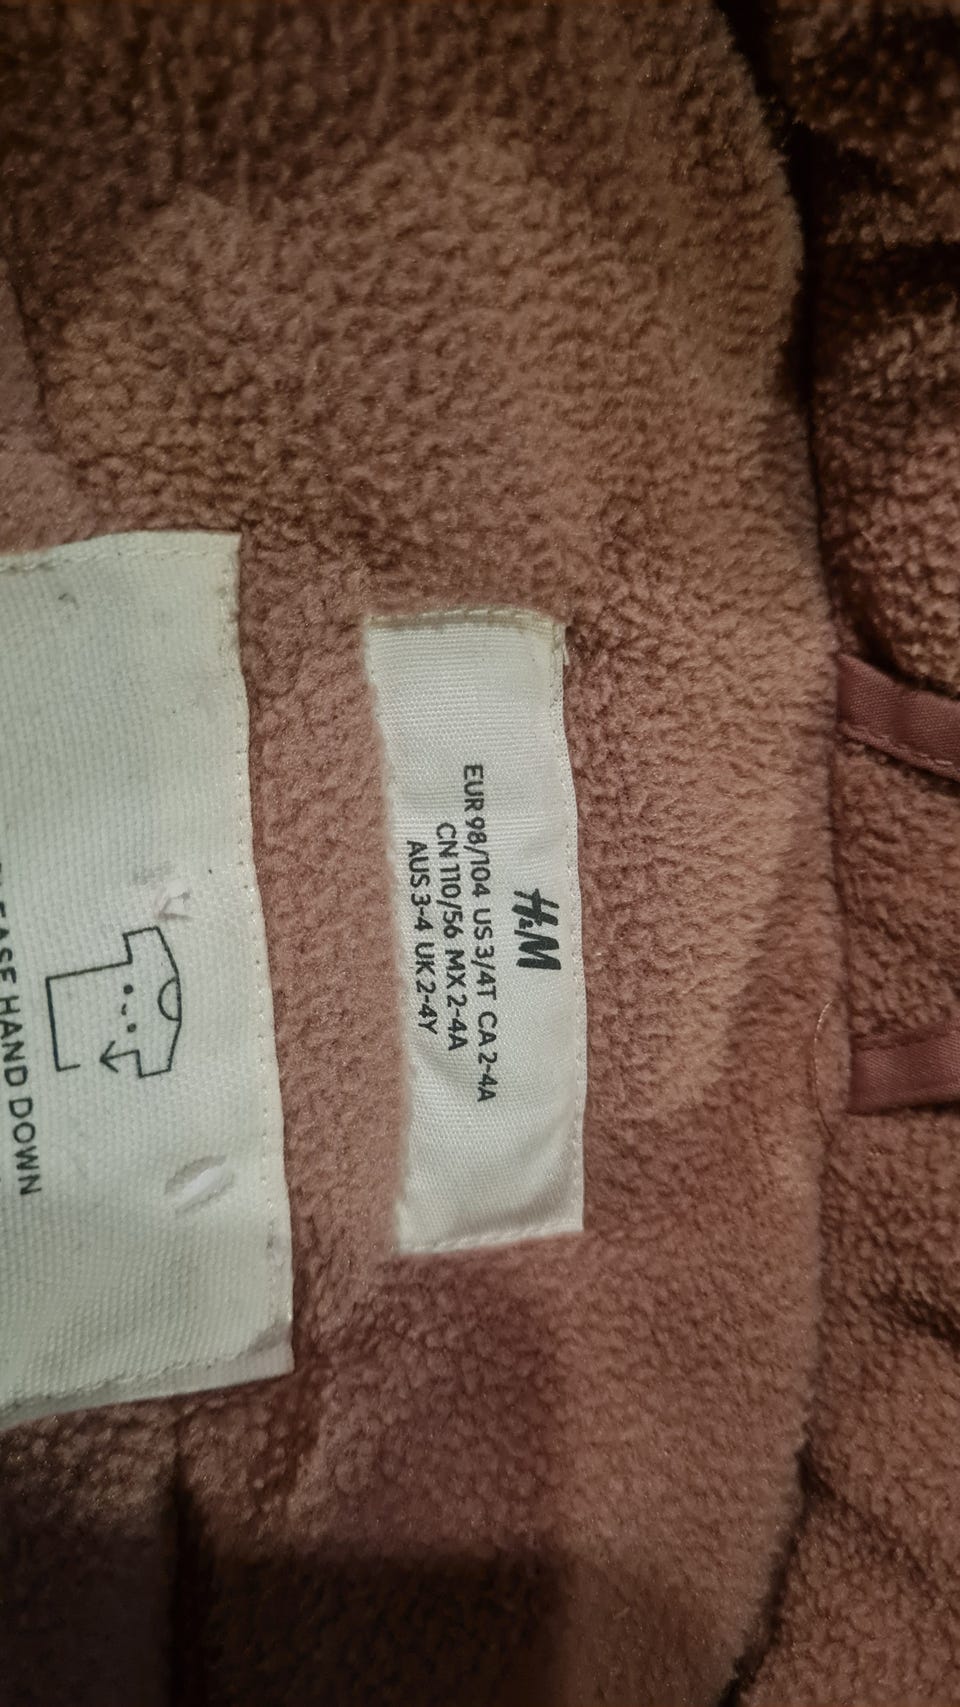 H&M
EUR 98/104 US 3/4T CA 2-4A
CN 110/56 MX 2-4A
AUS 3-4 UK 2-4Y
HAND DOWN